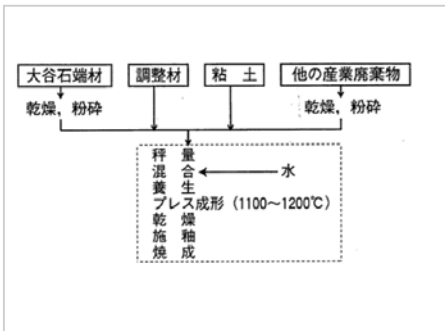 大谷石端材 調整材 粘土 他の産業廃棄物
乾燥，粉砕 乾燥，粉砕
秤量
混合 水
養生
プレス成形（1100～1200℃）
乾燥
施釉
焼成